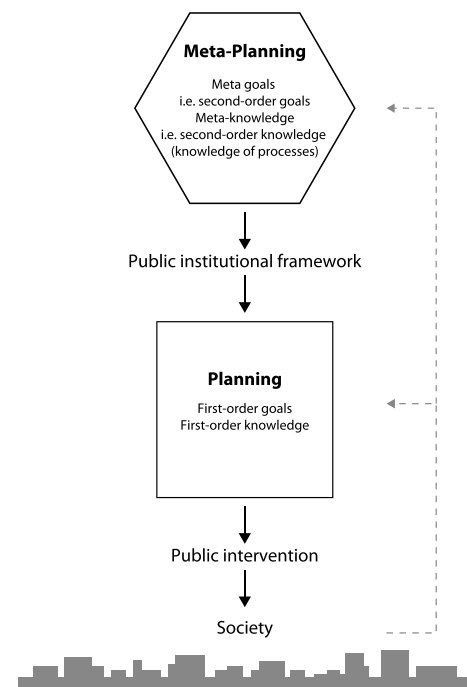 Meta-Planning
Meta goals
i.e. second-order goals
Meta-knowledge
i.e. second-order knowledge
(knowledge of processes)
Public institutional framework
Planning
First-order goals
First-order knowledge
Public intervention
Society